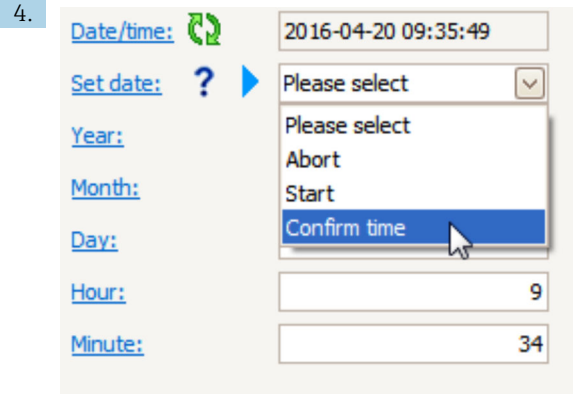 4.
Date/time: 2016-04-20 09:35:49
Set date: ? Please select
Please select
Year:
Abort
Month:
Start
Confirm time
Day:
Hour: 9
Minute: 34